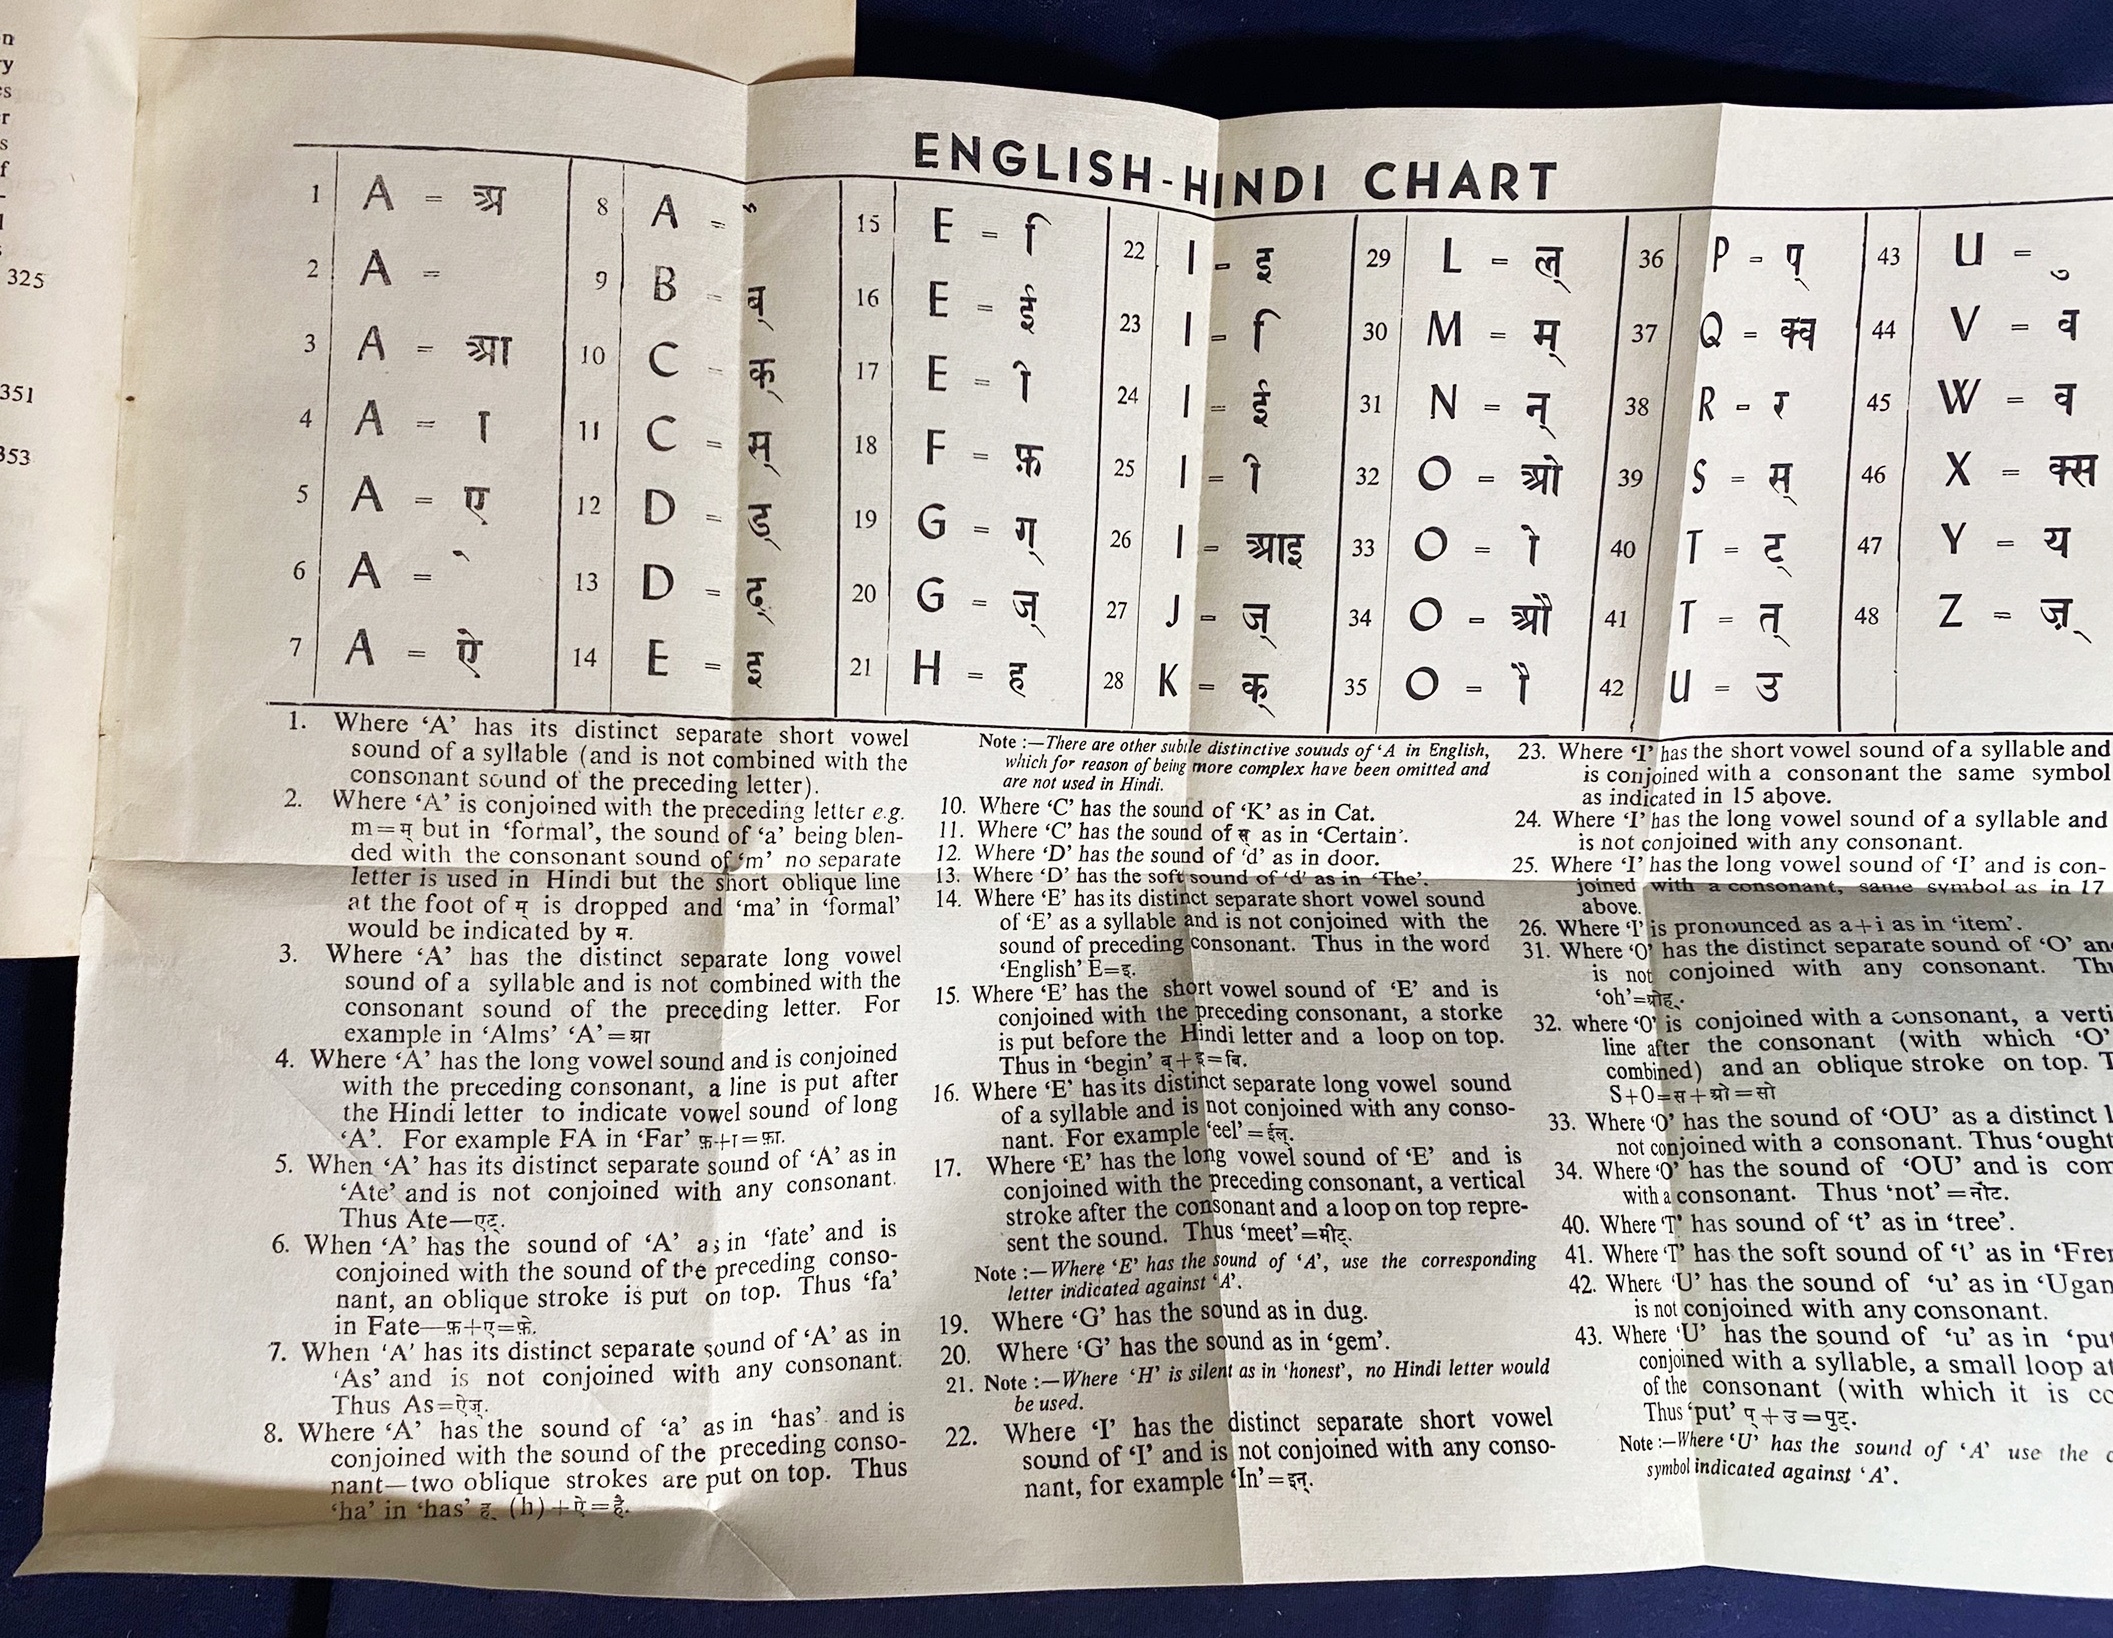 n
ry
es
r
s
f
325
351
353
ENGLISH-HINDI CHART
1 A = अ
2 A =
3 A = आ
4 A = ा
5 A = ए
6 A = े
7 A = ऐ
8 A = ै
9 B = ब्
10 C = क्
11 C = स्
12 D = ड्
13 D = द्
14 E = इ
15 E = ि
16 E = ई
17 E = ी
18 F = फ़
19 G = ग्
20 G = ज्
21 H = ह
22 I = इ
23 I = ि
24 I = ई
25 I = ी
26 I = आइ
27 J = ज्
28 K = क्
29 L = ल्
30 M = म्
31 N = न्
32 O = ओ
33 O = ो
34 O = औ
35 O = ौ
36 P = प्
37 Q = क्व
38 R = र
39 S = स्
40 T = ट्
41 T = त्
42 U = उ
43 U = ु
44 V = व
45 W = व
46 X = क्स
47 Y = य
48 Z = ज़्
1. Where ‘A’ has its distinct separate short vowel
sound of a syllable (and is not combined with the
consonant sound of the preceding letter).
2. Where ‘A’ is conjoined with the preceding letter e.g.
m=म् but in ‘formal’, the sound of ‘a’ being blen-
ded with the consonant sound of ‘m’ no separate
letter is used in Hindi but the short oblique line
at the foot of म् is dropped and ‘ma’ in ‘formal’
would be indicated by म.
3. Where ‘A’ has the distinct separate long vowel
sound of a syllable and is not combined with the
consonant sound of the preceding letter. For
example in ‘Alms’ ‘A’=आ
4. Where ‘A’ has the long vowel sound and is conjoined
with the preceding consonant, a line is put after
the Hindi letter to indicate vowel sound of long
‘A’. For example FA in ‘Far’ फ़+ा=फ़ा.
5. When ‘A’ has its distinct separate sound of ‘A’ as in
‘Ate’ and is not conjoined with any consonant.
Thus Ate—एट्.
6. When ‘A’ has the sound of ‘A’ as in ‘fate’ and is
conjoined with the sound of the preceding conso-
nant, an oblique stroke is put on top. Thus ‘fa’
in Fate—फ़+ए=फ़े.
7. When ‘A’ has its distinct separate sound of ‘A’ as in
‘As’ and is not conjoined with any consonant.
Thus As=ऐज़्.
8. Where ‘A’ has the sound of ‘a’ as in ‘has’ and is
conjoined with the sound of the preceding conso-
nant—two oblique strokes are put on top. Thus
‘ha’ in ‘has’ ह् (h)+ऐ=है.
Note :—There are other subtle distinctive souuds of ‘A in English,
which for reason of being more complex have been omitted and
are not used in Hindi.
10. Where ‘C’ has the sound of ‘K’ as in Cat.
11. Where ‘C’ has the sound of स् as in ‘Certain’.
12. Where ‘D’ has the sound of ‘d’ as in door.
13. Where ‘D’ has the soft sound of ‘d’ as in ‘The’.
14. Where ‘E’ has its distinct separate short vowel sound
of ‘E’ as a syllable and is not conjoined with the
sound of preceding consonant. Thus in the word
‘English’ E=इ.
15. Where ‘E’ has the short vowel sound of ‘E’ and is
conjoined with the preceding consonant, a storke
is put before the Hindi letter and a loop on top.
Thus in ‘begin’ ब्+इ=बि.
16. Where ‘E’ has its distinct separate long vowel sound
of a syllable and is not conjoined with any conso-
nant. For example ‘eel’=ईल्.
17. Where ‘E’ has the long vowel sound of ‘E’ and is
conjoined with the preceding consonant, a vertical
stroke after the consonant and a loop on top repre-
sent the sound. Thus ‘meet’=मीट्.
Note :—Where ‘E’ has the sound of ‘A’, use the corresponding
letter indicated against ‘A’.
19. Where ‘G’ has the sound as in dug.
20. Where ‘G’ has the sound as in ‘gem’.
21. Note :—Where ‘H’ is silent as in ‘honest’, no Hindi letter would
be used.
22. Where ‘I’ has the distinct separate short vowel
sound of ‘I’ and is not conjoined with any conso-
nant, for example ‘In’=इन्.
23. Where ‘I’ has the short vowel sound of a syllable and
is conjoined with a consonant the same symbol
as indicated in 15 above.
24. Where ‘I’ has the long vowel sound of a syllable and
is not conjoined with any consonant.
25. Where ‘I’ has the long vowel sound of ‘I’ and is con-
joined with a consonant, same symbol as in 17
above.
26. Where ‘I’ is pronounced as a+i as in ‘item’.
31. Where ‘O’ has the distinct separate sound of ‘O’ an
is not conjoined with any consonant. Thu
‘oh’=ओह्.
32. where ‘O’ is conjoined with a consonant, a verti
line after the consonant (with which ‘O’
combined) and an oblique stroke on top. T
S+O=स+ओ=सो
33. Where ‘O’ has the sound of ‘OU’ as a distinct l
not conjoined with a consonant. Thus ‘ought
34. Where ‘O’ has the sound of ‘OU’ and is com
with a consonant. Thus ‘not’=नोट.
40. Where ‘T’ has sound of ‘t’ as in ‘tree’.
41. Where ‘T’ has the soft sound of ‘t’ as in ‘Fre
42. Where ‘U’ has the sound of ‘u’ as in ‘Ugan
is not conjoined with any consonant.
43. Where ‘U’ has the sound of ‘u’ as in ‘put
conjoined with a syllable, a small loop at
of the consonant (with which it is co
Thus ‘put’ प्+उ=पुट्.
Note :—Where ‘U’ has the sound of ‘A’ use the c
symbol indicated against ‘A’.